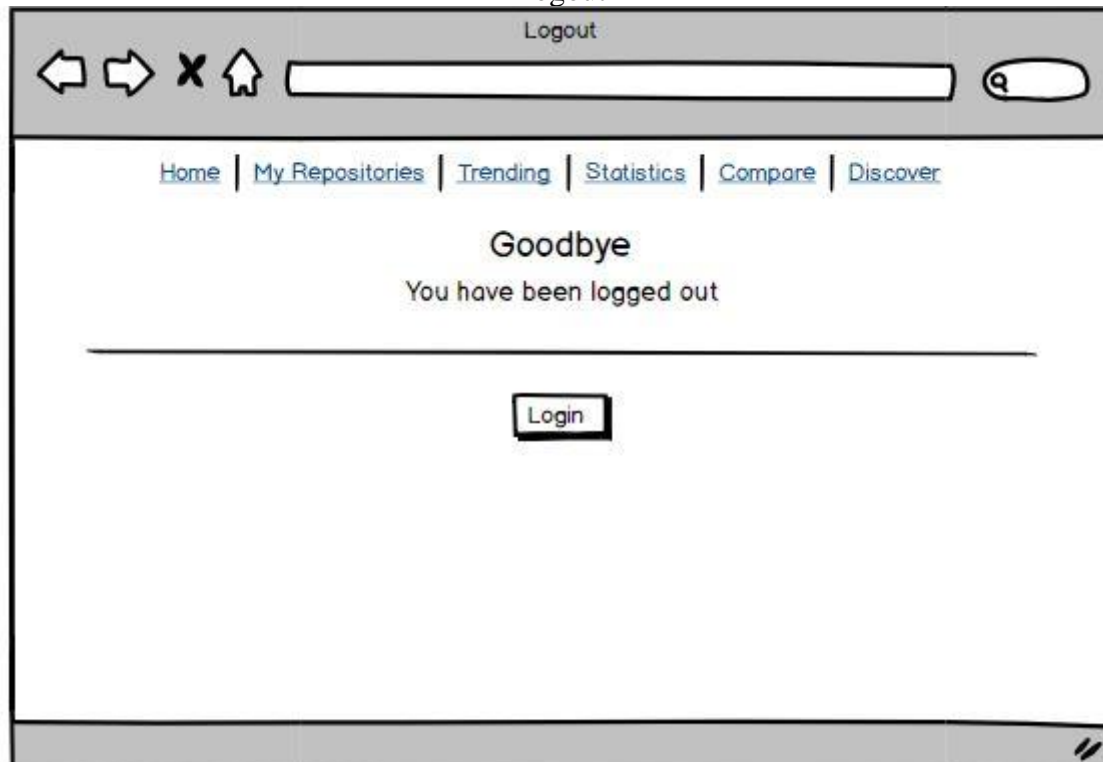 Logout
Home | My Repositories | Trending | Statistics | Compare | Discover
Goodbye
You have been logged out
Login